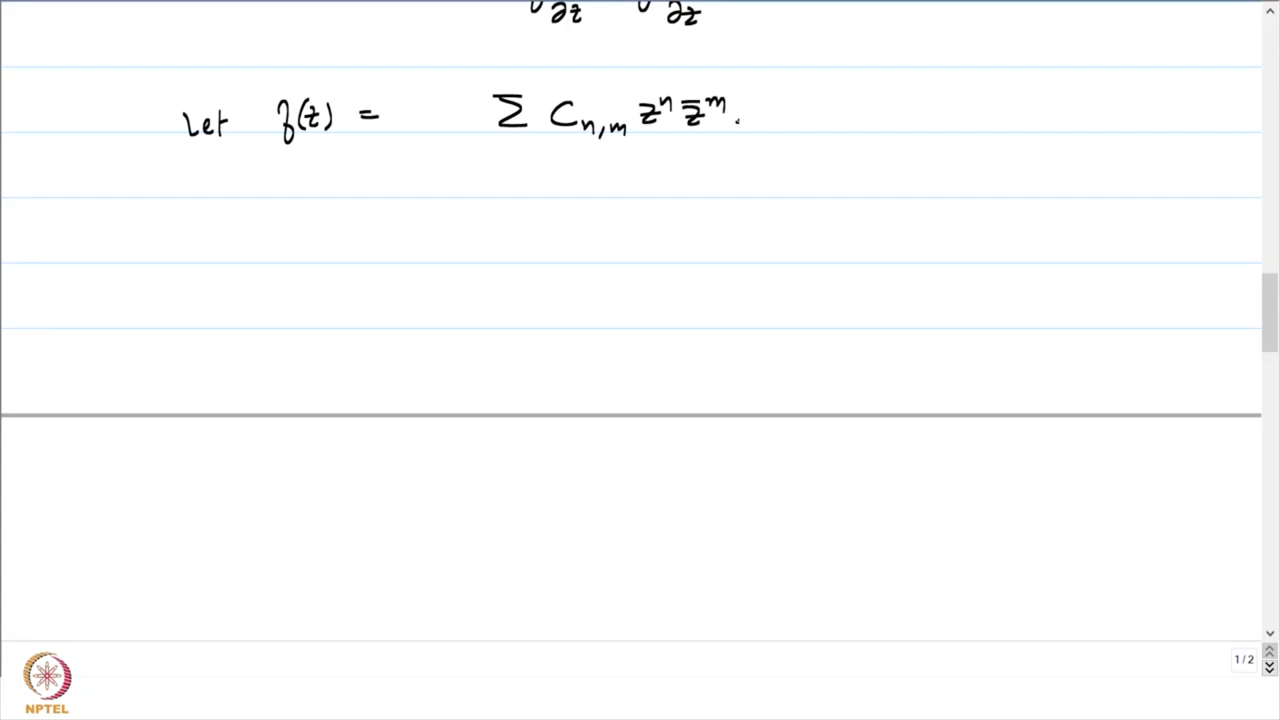 ∂z ∂z
Let f(z) = Σ C_{n,m} z^n z̄^m.
1 / 2
NPTEL